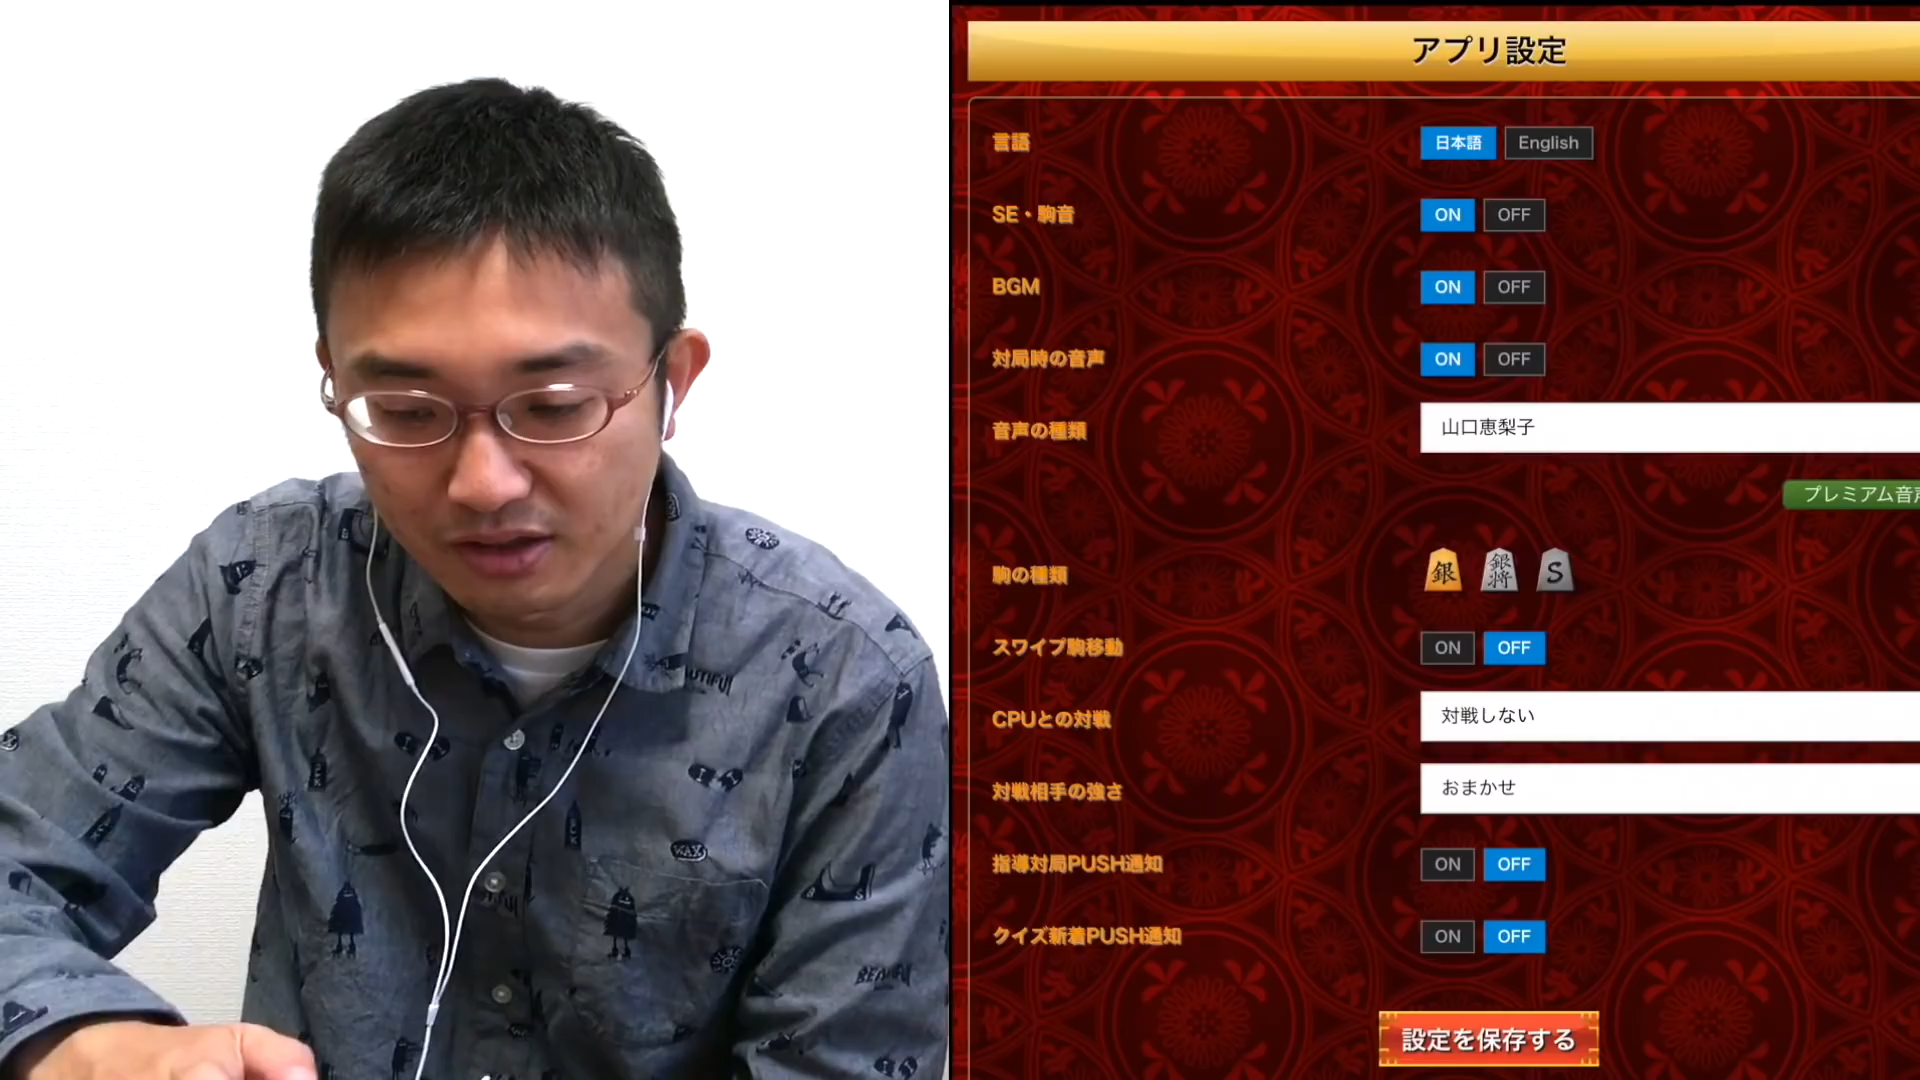 アプリ設定
言語 日本語 English
SE・駒音 ON OFF
BGM ON OFF
対局時の音声 ON OFF
音声の種類 山口恵梨子
プレミアム音声
駒の種類 銀 銀将 S
スワイプ駒移動 ON OFF
CPUとの対戦 対戦しない
対戦相手の強さ おまかせ
指導対局PUSH通知 ON OFF
クイズ新着PUSH通知 ON OFF
設定を保存する
WAX